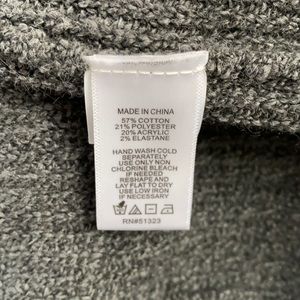 MADE IN CHINA
57% COTTON
21% POLYESTER
20% ACRYLIC
2% ELASTANE
HAND WASH COLD
SEPARATELY
USE ONLY NON
CHLORINE BLEACH
IF NEEDED
RESHAPE AND
LAY FLAT TO DRY
USE LOW IRON
IF NECESSARY
RN#51323